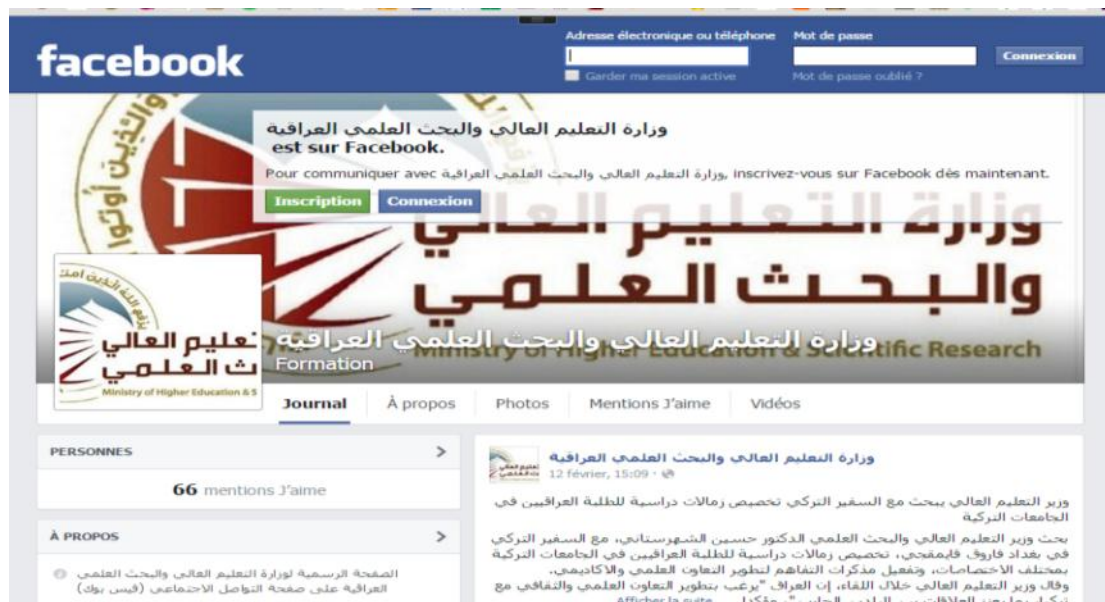 facebook
Adresse électronique ou téléphone
Mot de passe
Connexion
Garder ma session active
Mot de passe oublié ?
وزارة التعليم العالي والبحث العلمي العراقية
est sur Facebook.
Pour communiquer avec وزارة التعليم العالي والبحث العلمي العراقية, inscrivez-vous sur Facebook dès maintenant.
Inscription
Connexion
وزارة التعليم العالي
والبحث العلمي
Ministry of Higher Education & Scientific Research
وزارة التعليم العالي والبحث العلمي العراقية
Formation
تعليم العالي
ث العلمي
Ministry of Higher Education & S
Journal
À propos
Photos
Mentions J'aime
Vidéos
PERSONNES
66 mentions J'aime
À PROPOS
الصفحة الرسمية لوزارة التعليم العالي والبحث العلمي
العراقية على صفحة التواصل الاجتماعي (فيس بوك)
وزارة التعليم العالي والبحث العلمي العراقية
12 février, 15:09
وزير التعليم العالي يبحث مع السفير التركي تخصيص زمالات دراسية للطلبة العراقيين في
الجامعات التركية
بحث وزير التعليم العالي والبحث العلمي الدكتور حسين الشهرستاني، مع السفير التركي
في بغداد فاروق قايمقجي، تخصيص زمالات دراسية للطلبة العراقيين في الجامعات التركية
بمختلف الاختصاصات، وتفعيل مذكرات التفاهم لتطوير التعاون العلمي والاكاديمي.
وقال وزير التعليم العالي خلال اللقاء، إن العراق "يرغب بتطوير التعاون العلمي والثقافي مع
Afficher la suite